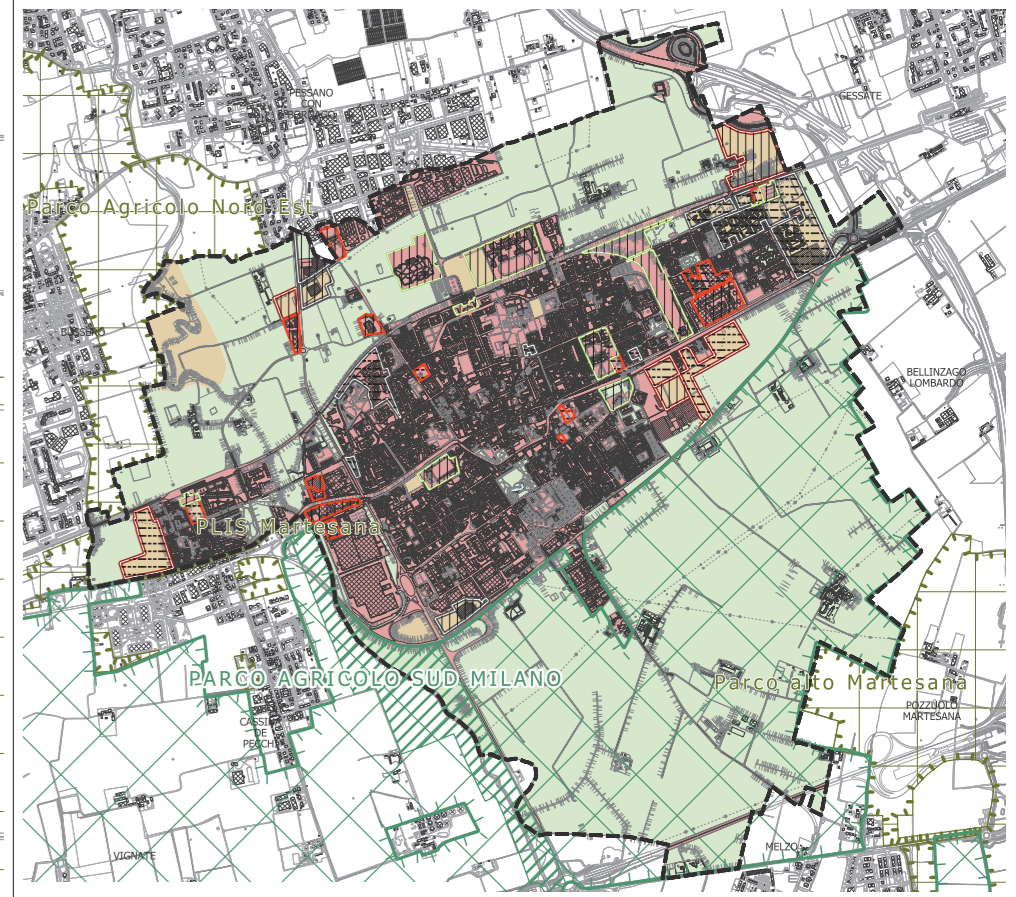 PESSANO
CON
GESSATE
Parco Agricolo Nord Est
BUSSERO
BELLINZAGO
LOMBARDO
PLIS Martesana
PARCO AGRICOLO SUD MILANO
Parco alto Martesana
POZZUOLO
MARTESANA
CASSINA
DE
PECCHI
MELZO
VIGNATE